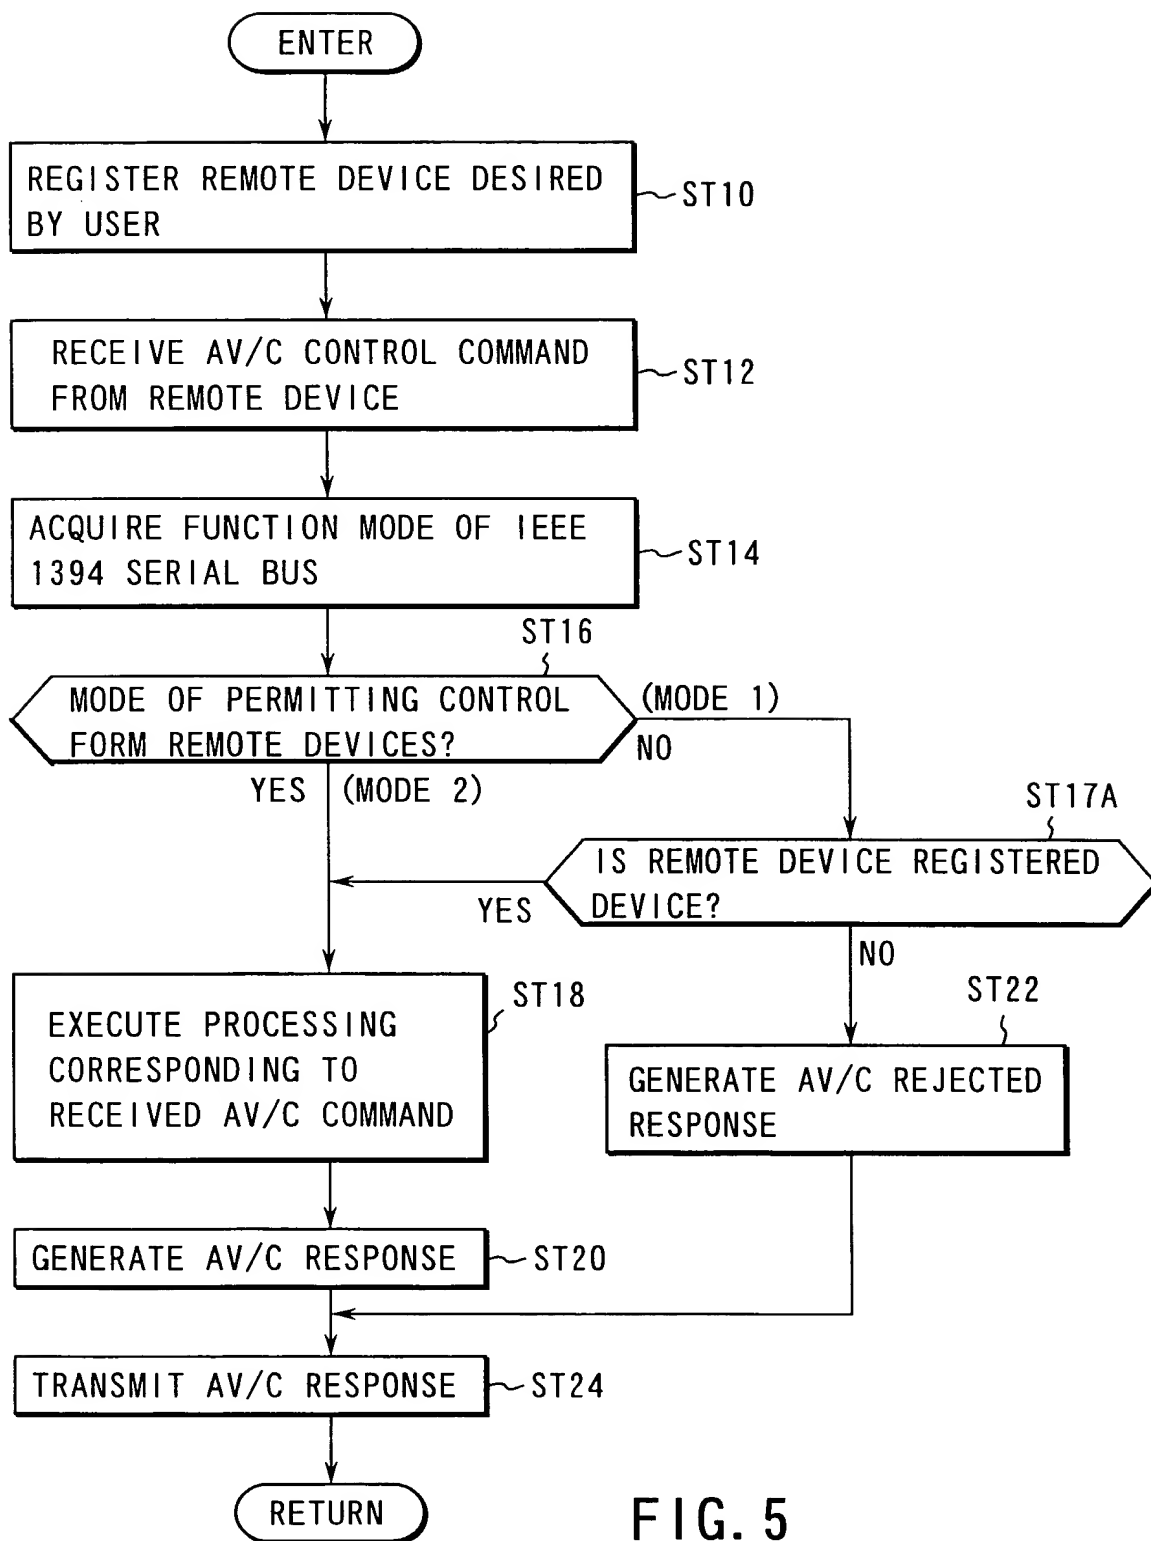 ENTER
REGISTER REMOTE DEVICE DESIRED
BY USER
ST10
RECEIVE AV/C CONTROL COMMAND
FROM REMOTE DEVICE
ST12
ACQUIRE FUNCTION MODE OF IEEE
1394 SERIAL BUS
ST14
ST16
MODE OF PERMITTING CONTROL
FORM REMOTE DEVICES?
(MODE 1)
NO
YES (MODE 2)
ST17A
IS REMOTE DEVICE REGISTERED
DEVICE?
YES
NO
ST18
EXECUTE PROCESSING
CORRESPONDING TO
RECEIVED AV/C COMMAND
ST22
GENERATE AV/C REJECTED
RESPONSE
GENERATE AV/C RESPONSE
ST20
TRANSMIT AV/C RESPONSE
ST24
RETURN
FIG. 5